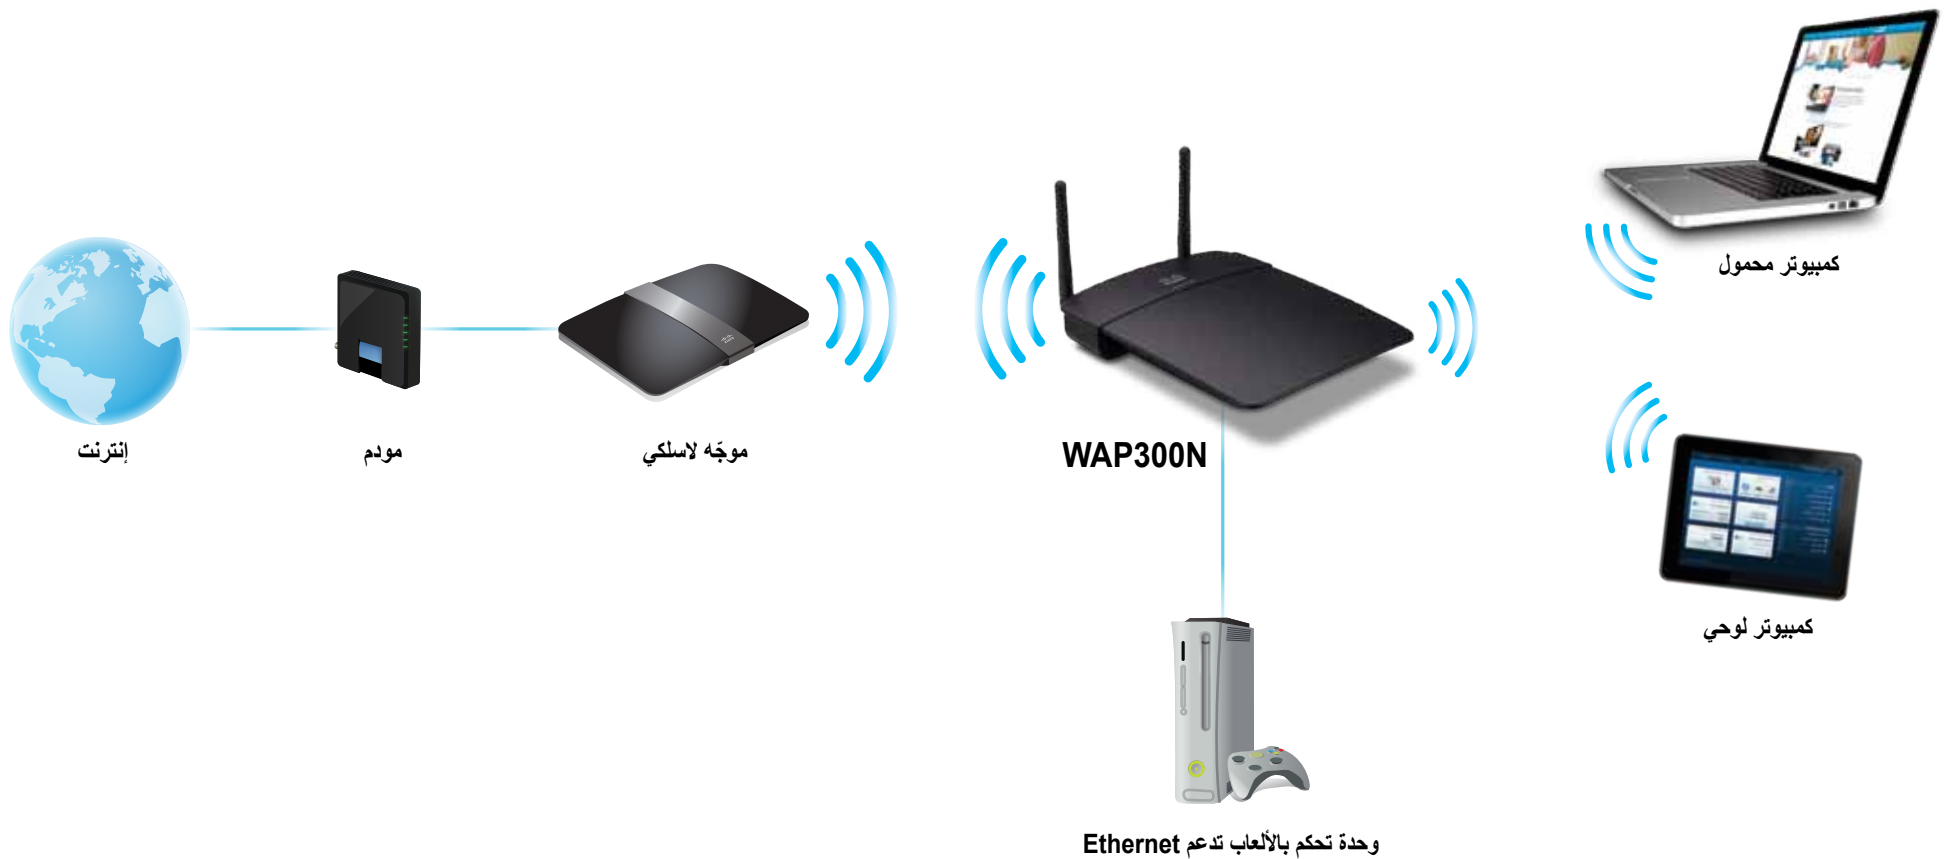 كمبيوتر محمول
إنترنت
مودم
موجّه لاسلكي
WAP300N
كمبيوتر لوحي
وحدة تحكم بالألعاب تدعم Ethernet